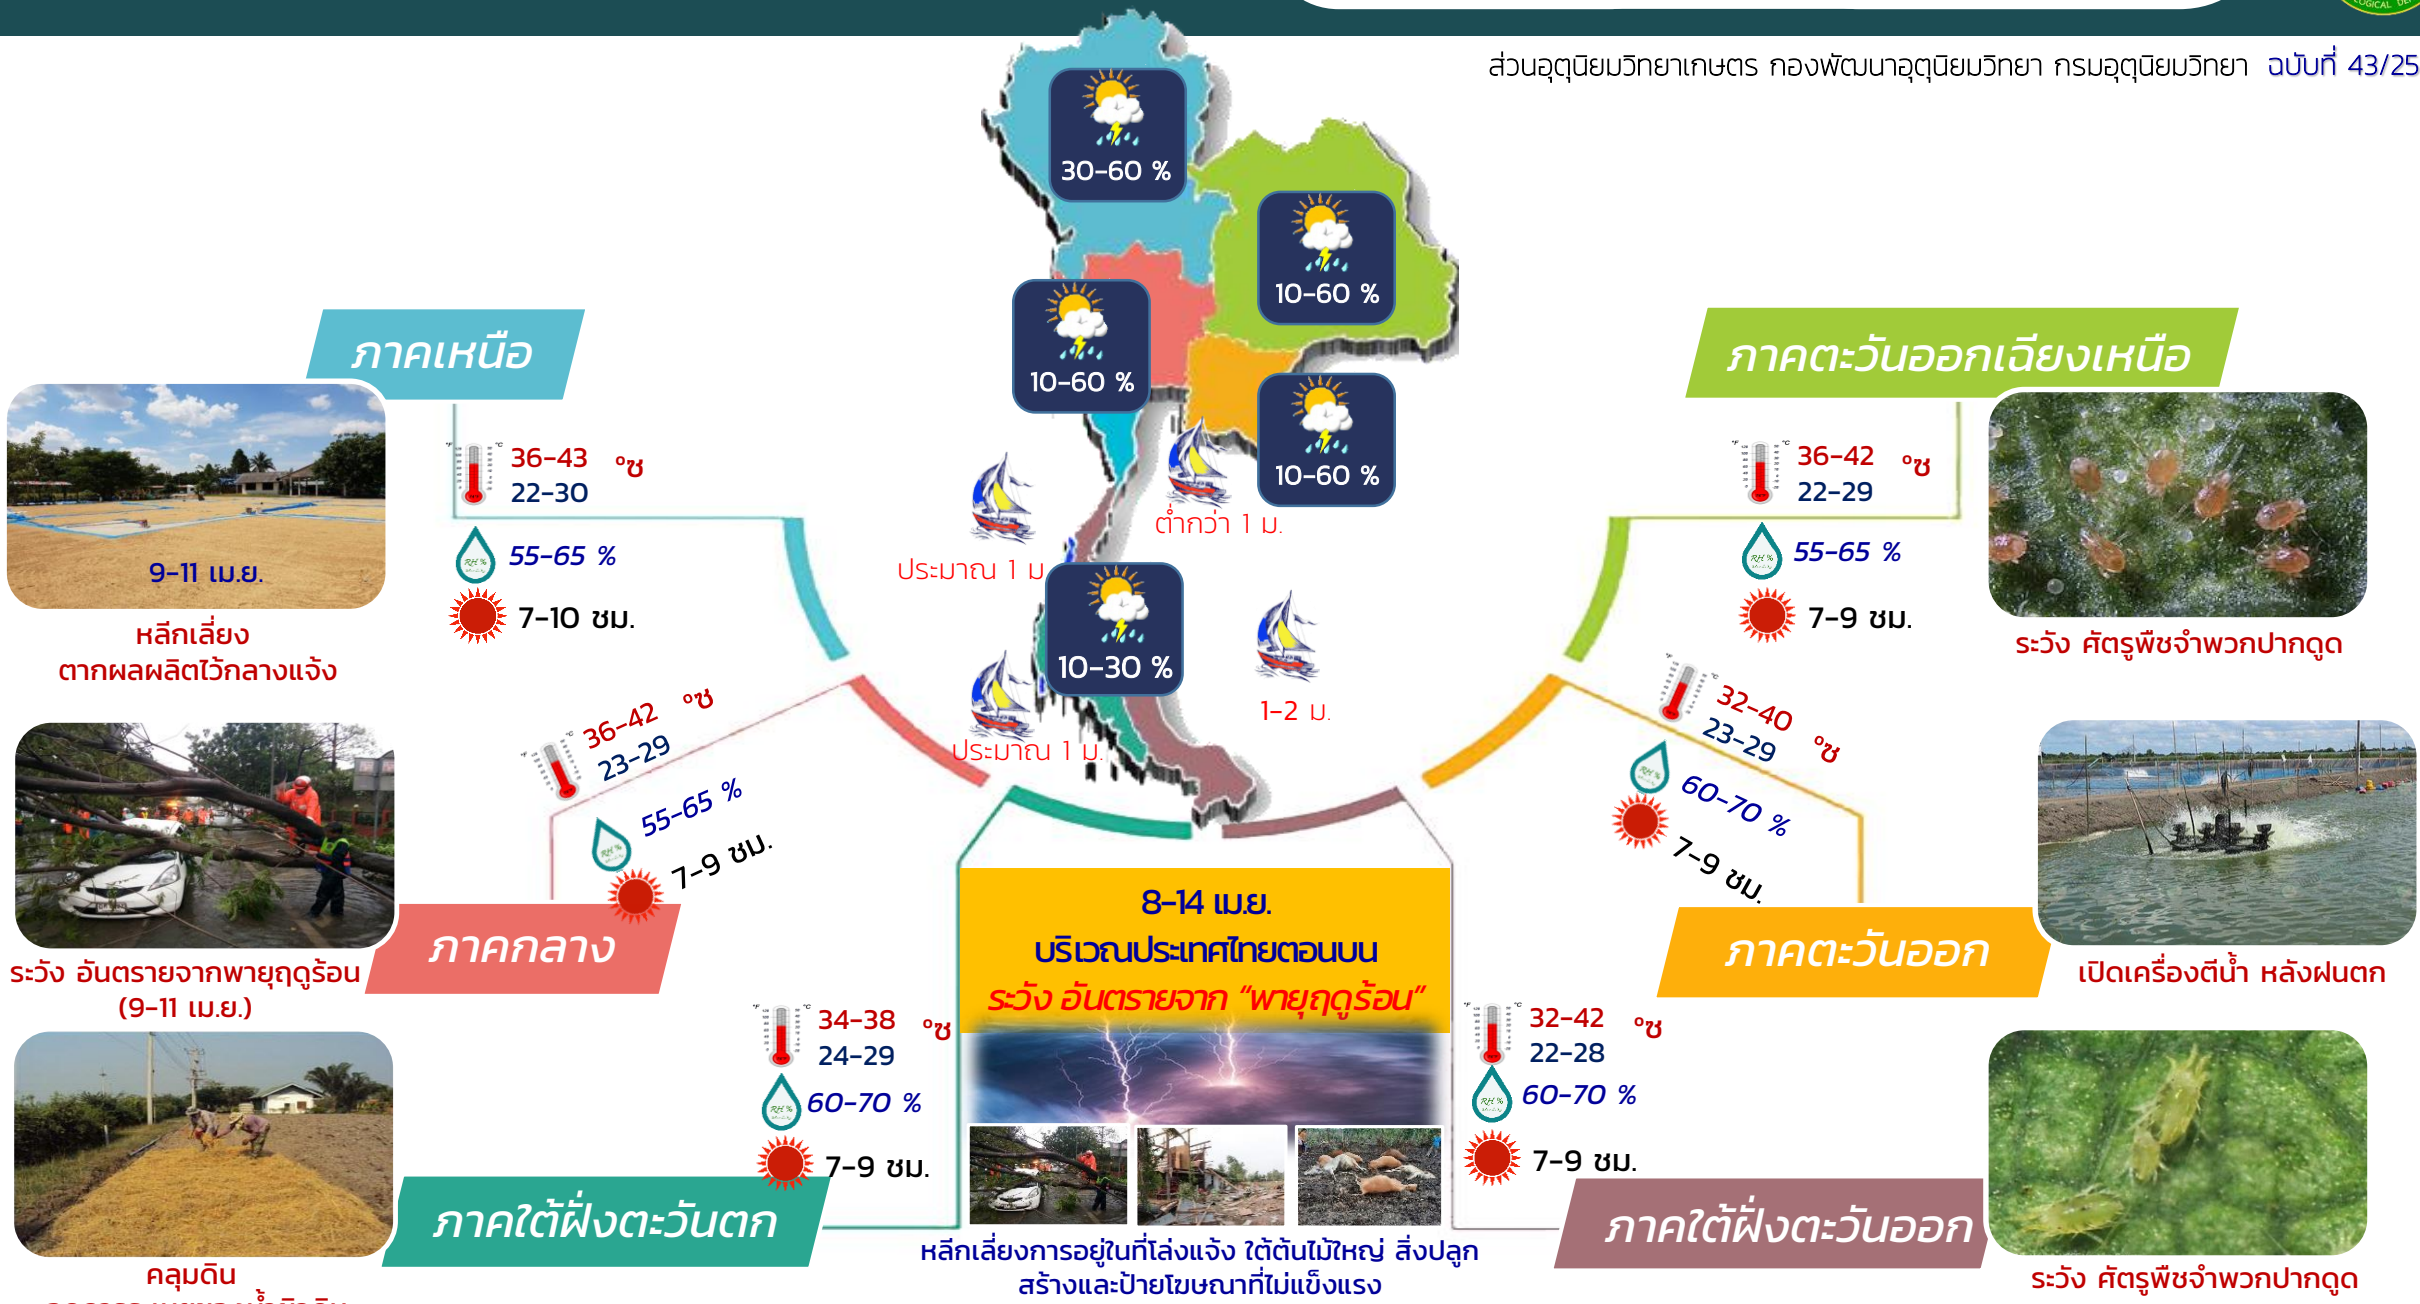 ส่วนอุตุนิยมวิทยาเกษตร กองพัฒนาอุตุนิยมวิทยา กรมอุตุนิยมวิทยา ฉบับที่ 43/25
30-60 %
10-60 %
10-60 %
10-60 %
ต่ำกว่า 1 ม.
ประมาณ 1 ม
10-30 %
1-2 ม.
ประมาณ 1 ม.
ภาคเหนือ
36-43 °ซ
22-30
55-65 %
7-10 ชม.
9-11 เม.ย.
หลีกเลี่ยง
ตากผลผลิตไว้กลางแจ้ง
ภาคตะวันออกเฉียงเหนือ
36-42 °ซ
22-29
55-65 %
7-9 ชม.
ระวัง ศัตรูพืชจำพวกปากดูด
36-42 °ซ
23-29
55-65 %
7-9 ชม.
ภาคกลาง
ระวัง อันตรายจากพายุฤดูร้อน
(9-11 เม.ย.)
32-40 °ซ
23-29
60-70 %
7-9 ชม.
ภาคตะวันออก
เปิดเครื่องตีน้ำ หลังฝนตก
8-14 เม.ย.
บริเวณประเทศไทยตอนบน
ระวัง อันตรายจาก “พายุฤดูร้อน”
หลีกเลี่ยงการอยู่ในที่โล่งแจ้ง ใต้ต้นไม้ใหญ่ สิ่งปลูก
สร้างและป้ายโฆษณาที่ไม่แข็งแรง
34-38 °ซ
24-29
60-70 %
7-9 ชม.
ภาคใต้ฝั่งตะวันตก
คลุมดิน
32-42 °ซ
22-28
60-70 %
7-9 ชม.
ภาคใต้ฝั่งตะวันออก
ระวัง ศัตรูพืชจำพวกปากดูด